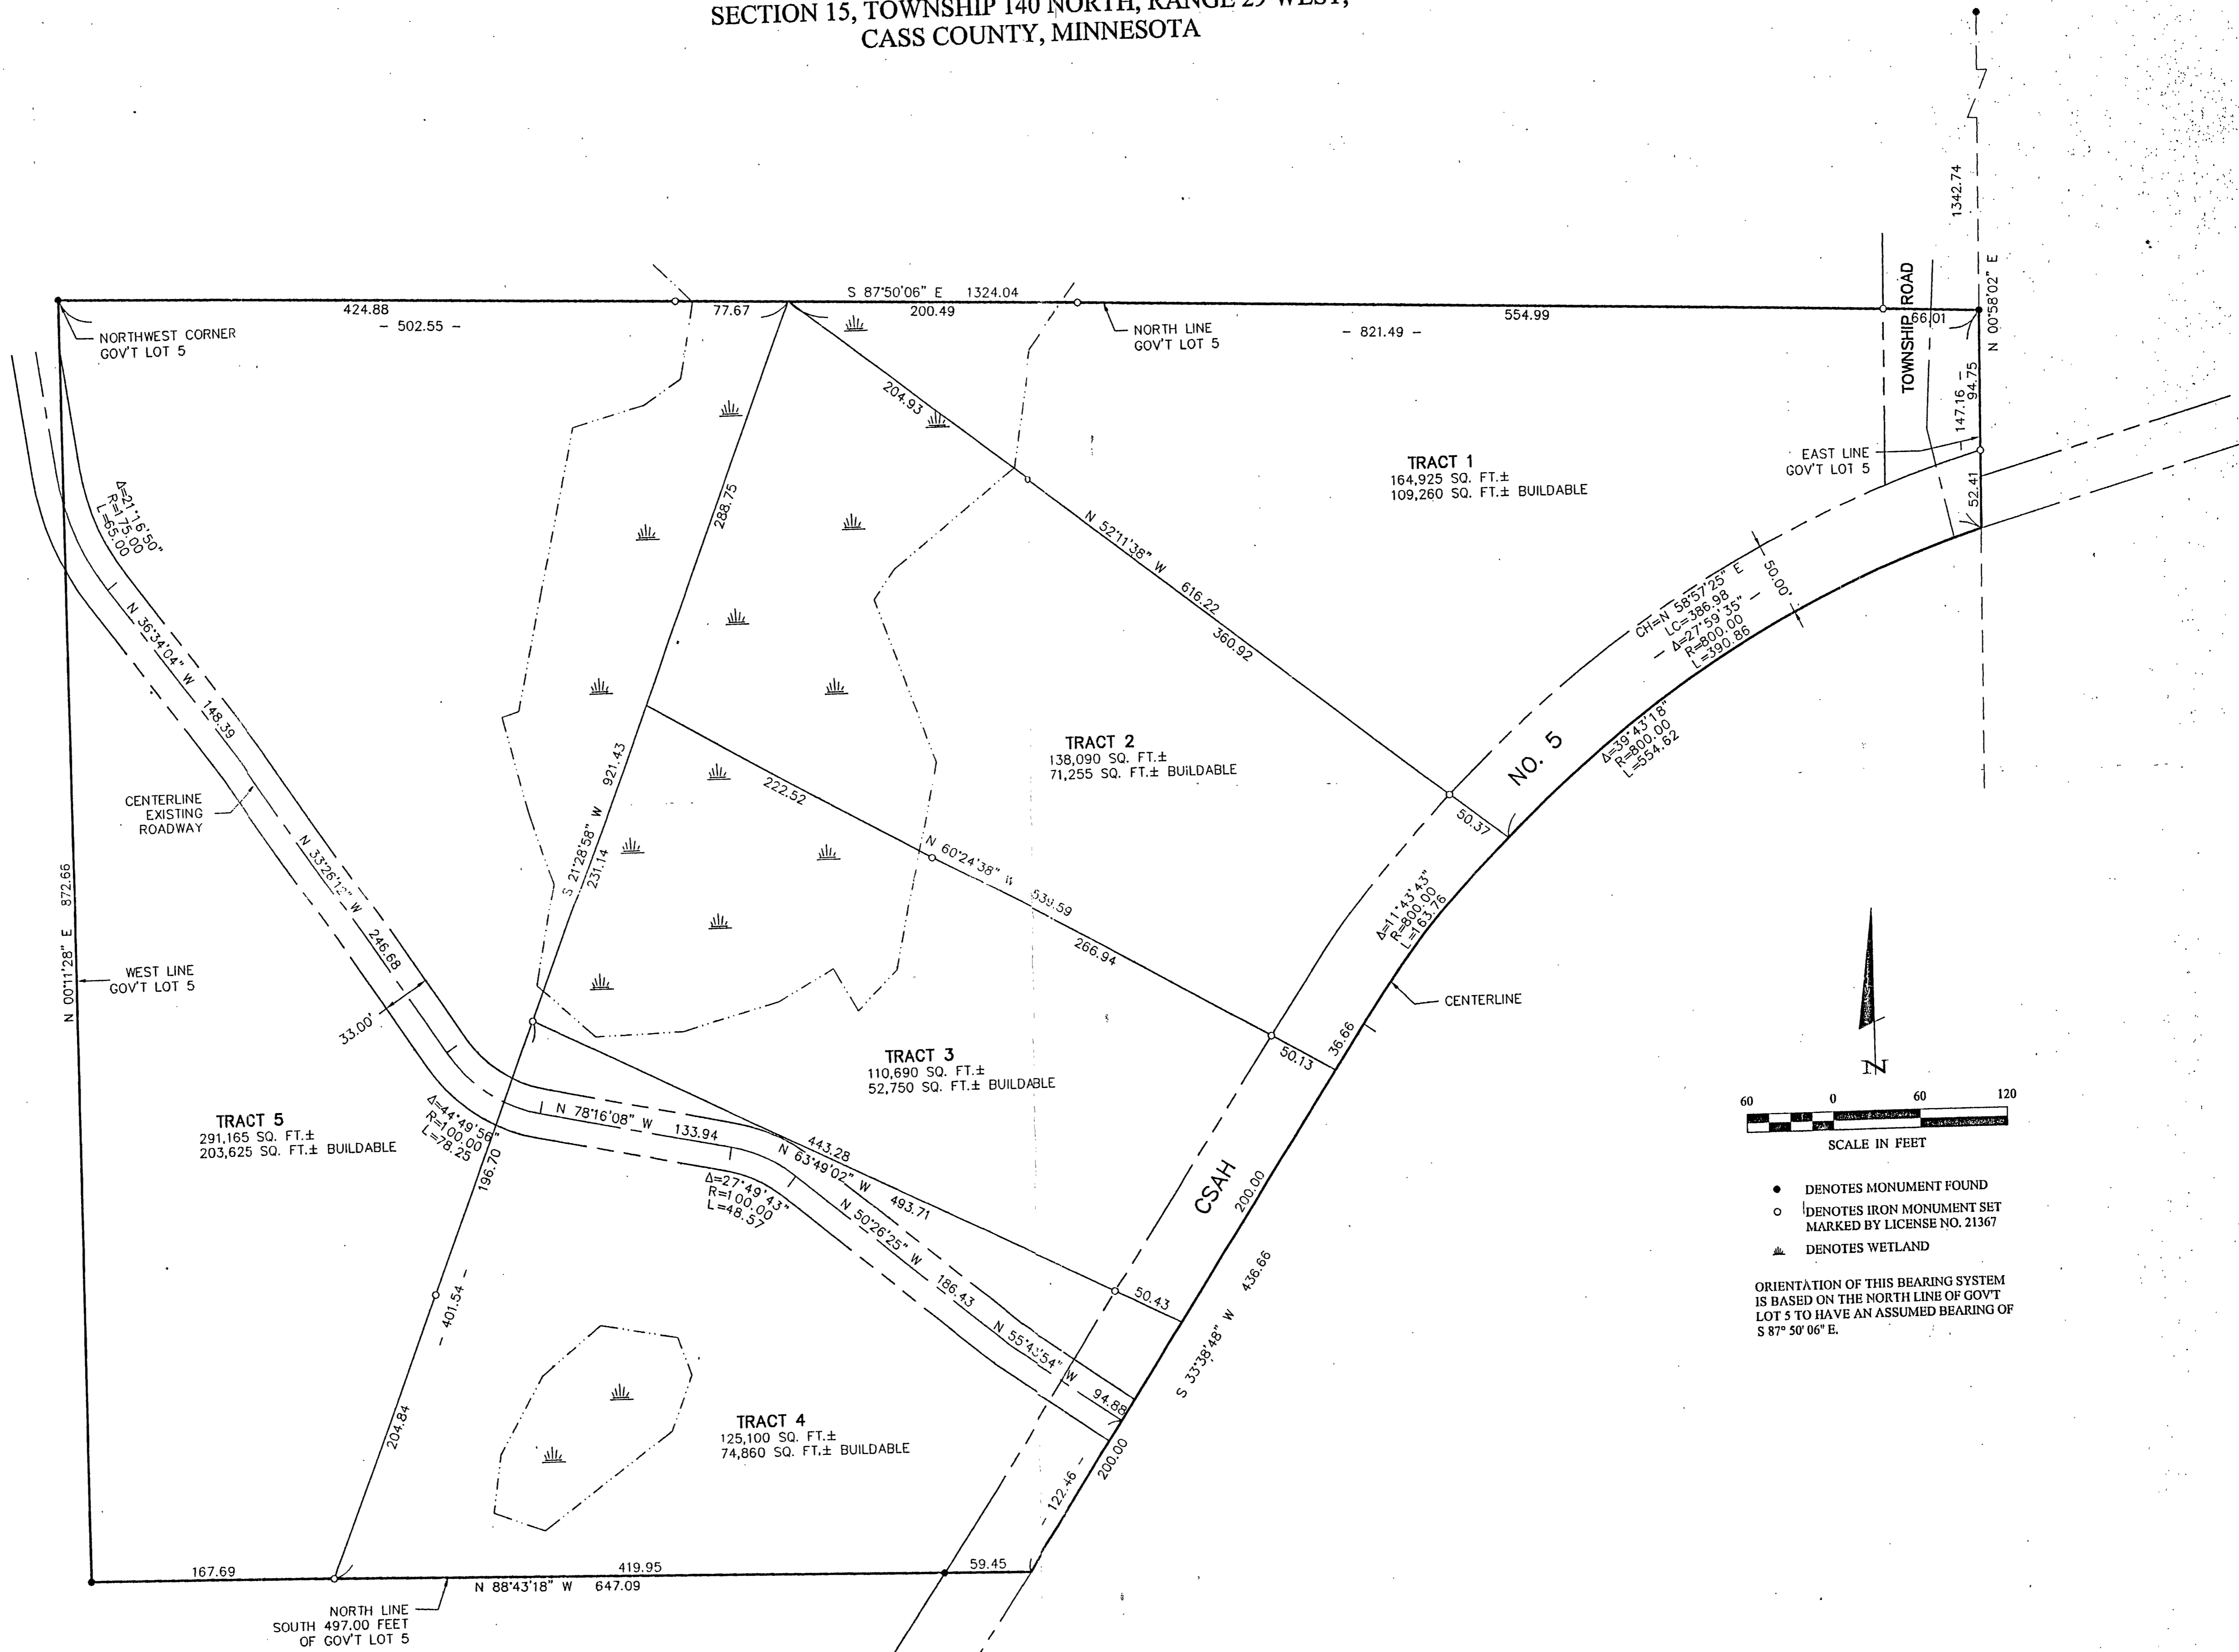 SECTION 15, TOWNSHIP 140 NORTH, RANGE 29 WEST,
CASS COUNTY, MINNESOTA
1342.74
N 00°58'02" E
S 87°50'06" E 1324.04
424.88
- 502.55 -
77.67
200.49
NORTH LINE
GOV'T LOT 5
- 821.49 -
554.99
66.01
TOWNSHIP ROAD
NORTHWEST CORNER
GOV'T LOT 5
- 147.16 -
94.75
EAST LINE
GOV'T LOT 5
52.41
204.93
288.75
TRACT 1
164,925 SQ. FT.±
109,260 SQ. FT.± BUILDABLE
Δ=21°16'50"
R=175.00
L=65.00
N 52°11'38" W 616.22
360.92
50.00'
CH=N 58°57'25" E
LC=386.98
- Δ=27°59'35" -
R=800.00
L=390.86
N 36°34'04" W 148.39
TRACT 2
138,090 SQ. FT.±
71,255 SQ. FT.± BUILDABLE
NO. 5
Δ=39°43'18"
R=800.00
L=554.62
222.52
S 21°28'58" W 921.43
231.14
CENTERLINE
EXISTING
ROADWAY
50.37
N 33°26'12" W 246.68
N 60°24'38" W 539.59
266.94
Δ=11°43'43"
R=800.00
L=163.76
N 00°11'28" E 872.66
WEST LINE
GOV'T LOT 5
CENTERLINE
33.00'
36.66
50.13
TRACT 3
110,690 SQ. FT.±
52,750 SQ. FT.± BUILDABLE
N
60 0 60 120
SCALE IN FEET
TRACT 5
291,165 SQ. FT.±
203,625 SQ. FT.± BUILDABLE
Δ=44°49'56"
R=100.00
L=78.25
196.70
N 78°16'08" W 133.94
443.28
N 63°49'02" W 493.71
Δ=27°49'43"
R=100.00
L=48.57
N 50°26'25" W 186.43
CSAH
200.00
DENOTES MONUMENT FOUND
DENOTES IRON MONUMENT SET
MARKED BY LICENSE NO. 21367
DENOTES WETLAND
ORIENTATION OF THIS BEARING SYSTEM
IS BASED ON THE NORTH LINE OF GOV'T
LOT 5 TO HAVE AN ASSUMED BEARING OF
S 87° 50' 06" E.
- 401.54 -
50.43
S 33°38'48" W 436.66
N 55°43'54" W 94.88
204.84
TRACT 4
125,100 SQ. FT.±
74,860 SQ. FT.± BUILDABLE
- 122.46 -
200.00
167.69
419.95
59.45
N 88°43'18" W 647.09
NORTH LINE
SOUTH 497.00 FEET
OF GOV'T LOT 5